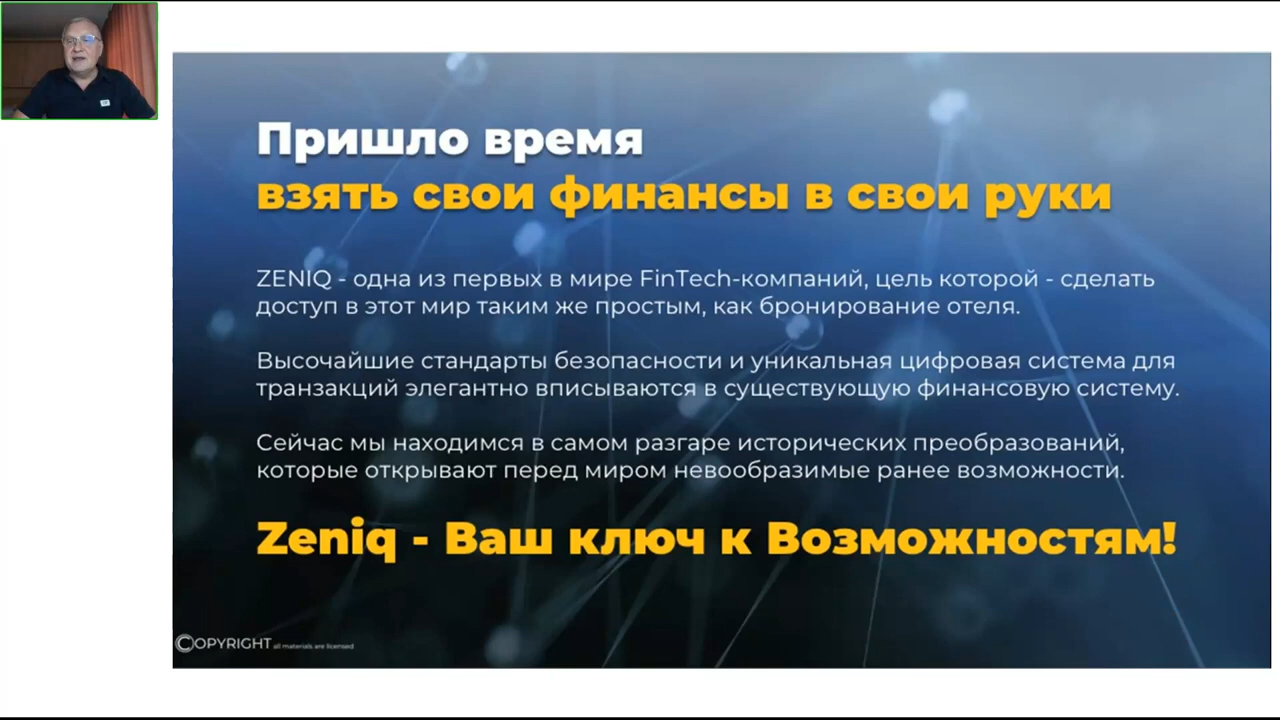 Пришло время
взять свои финансы в свои руки
ZENIQ - одна из первых в мире FinTech-компаний, цель которой - сделать
доступ в этот мир таким же простым, как бронирование отеля.
Высочайшие стандарты безопасности и уникальная цифровая система для
транзакций элегантно вписываются в существующую финансовую систему.
Сейчас мы находимся в самом разгаре исторических преобразований,
которые открывают перед миром невообразимые ранее возможности.
Zeniq - Ваш ключ к Возможностям!
©OPYRIGHT all materials are licensed